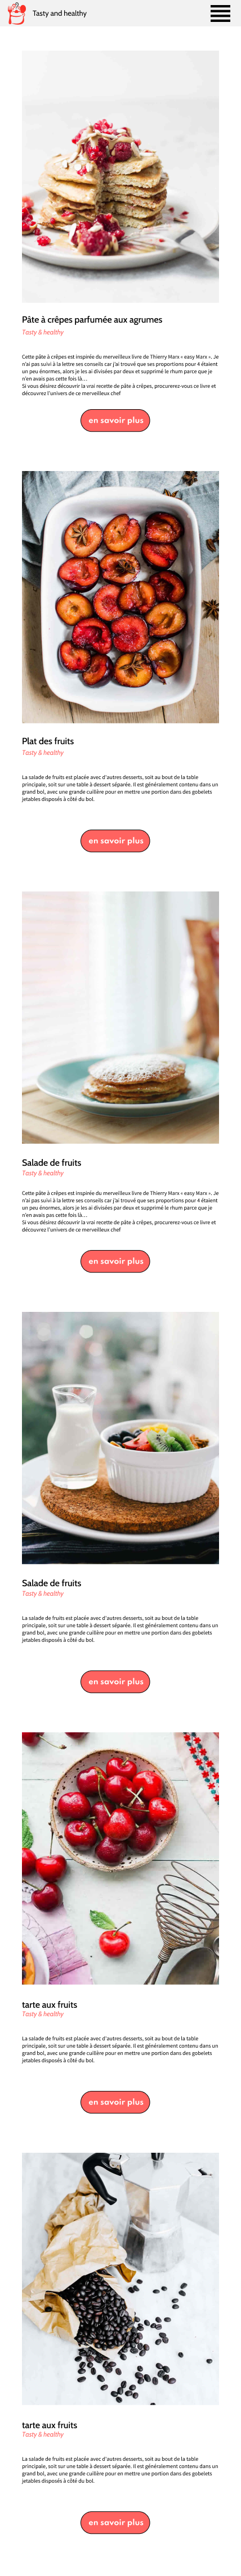 Tasty and healthy
Pâte à crêpes parfumée aux agrumes
Tasty & healthy
Cette pâte à crêpes est inspirée du merveilleux livre de Thierry Marx « easy Marx ». Je
n'ai pas suivi à la lettre ses conseils car j'ai trouvé que ses proportions pour 4 étaient
un peu énormes, alors je les ai divisées par deux et supprimé le rhum parce que je
n'en avais pas cette fois là…
Si vous désirez découvrir la vrai recette de pâte à crêpes, procurerez-vous ce livre et
découvrez l'univers de ce merveilleux chef
en savoir plus
Plat des fruits
Tasty & healthy
La salade de fruits est placée avec d'autres desserts, soit au bout de la table
principale, soit sur une table à dessert séparée. Il est généralement contenu dans un
grand bol, avec une grande cuillère pour en mettre une portion dans des gobelets
jetables disposés à côté du bol.
en savoir plus
Salade de fruits
Tasty & healthy
Cette pâte à crêpes est inspirée du merveilleux livre de Thierry Marx « easy Marx ». Je
n'ai pas suivi à la lettre ses conseils car j'ai trouvé que ses proportions pour 4 étaient
un peu énormes, alors je les ai divisées par deux et supprimé le rhum parce que je
n'en avais pas cette fois là…
Si vous désirez découvrir la vrai recette de pâte à crêpes, procurerez-vous ce livre et
découvrez l'univers de ce merveilleux chef
en savoir plus
Salade de fruits
Tasty & healthy
La salade de fruits est placée avec d'autres desserts, soit au bout de la table
principale, soit sur une table à dessert séparée. Il est généralement contenu dans un
grand bol, avec une grande cuillère pour en mettre une portion dans des gobelets
jetables disposés à côté du bol.
en savoir plus
tarte aux fruits
Tasty & healthy
La salade de fruits est placée avec d'autres desserts, soit au bout de la table
principale, soit sur une table à dessert séparée. Il est généralement contenu dans un
grand bol, avec une grande cuillère pour en mettre une portion dans des gobelets
jetables disposés à côté du bol.
en savoir plus
tarte aux fruits
Tasty & healthy
La salade de fruits est placée avec d'autres desserts, soit au bout de la table
principale, soit sur une table à dessert séparée. Il est généralement contenu dans un
grand bol, avec une grande cuillère pour en mettre une portion dans des gobelets
jetables disposés à côté du bol.
en savoir plus